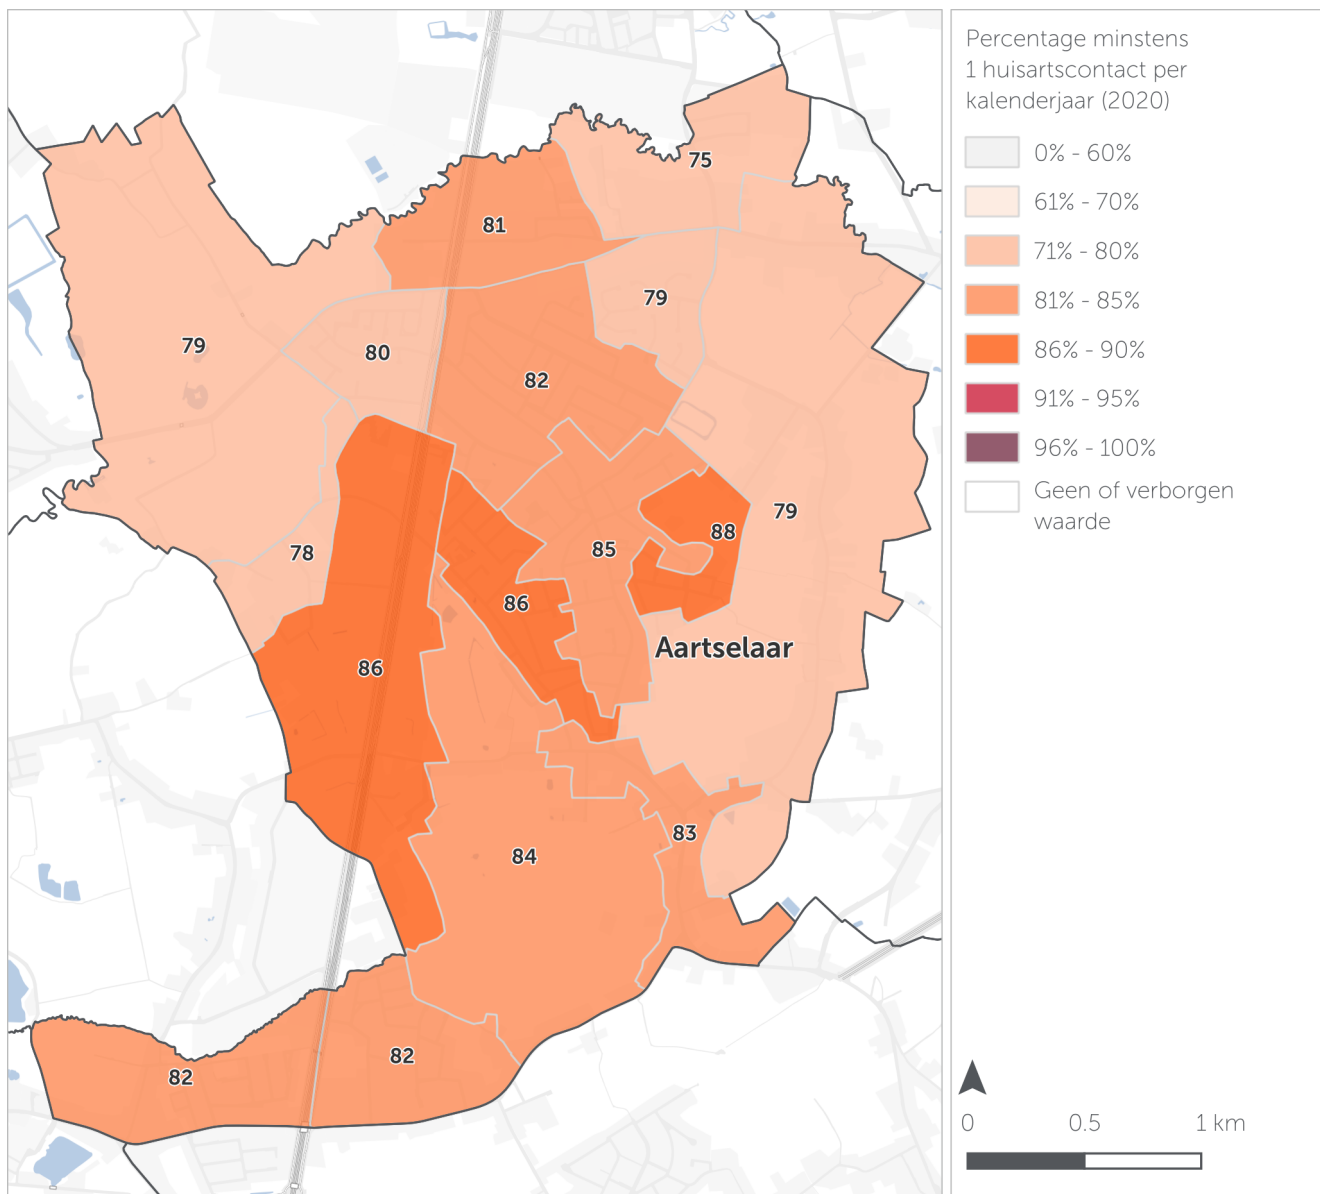 75
81
79
79
80
82
79
88
85
78
86
Aartselaar
86
83
84
82
82
Percentage minstens
1 huisartscontact per
kalenderjaar (2020)
0% - 60%
61% - 70%
71% - 80%
81% - 85%
86% - 90%
91% - 95%
96% - 100%
Geen of verborgen
waarde
0 0.5 1 km